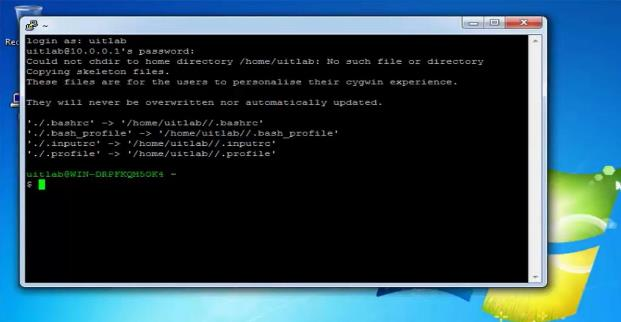 ~
Rec
login as: uitlab
uitlab@10.0.0.1's password:
Could not chdir to home directory /home/uitlab: No such file or directory
Copying skeleton files.
These files are for the users to personalise their cygwin experience.
They will never be overwritten nor automatically updated.
'./.bashrc' -> '/home/uitlab//.bashrc'
'./.bash_profile' -> '/home/uitlab//.bash_profile'
'./.inputrc' -> '/home/uitlab//.inputrc'
'./.profile' -> '/home/uitlab//.profile'
uitlab@WIN-DRPFKQM5OK4 ~
$